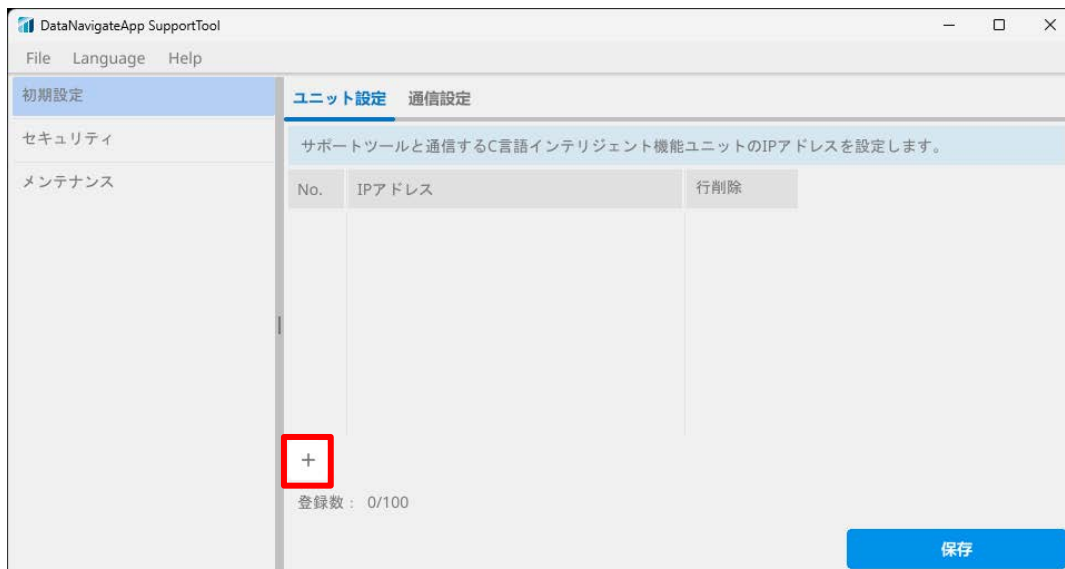 DataNavigateApp SupportTool
File Language Help
初期設定
セキュリティ
メンテナンス
ユニット設定 通信設定
サポートツールと通信するC言語インテリジェント機能ユニットのIPアドレスを設定します。
No. IPアドレス 行削除
+
登録数： 0/100
保存